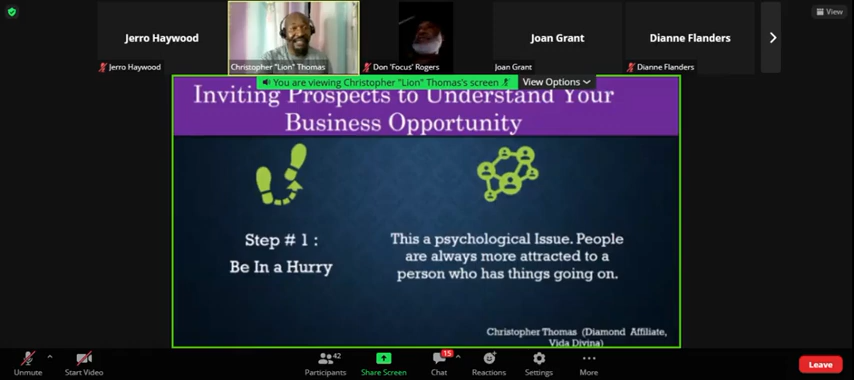 View
Jerro Haywood
Joan Grant
Dianne Flanders
Jerro Haywood
Christopher "Lion" Thomas
Don 'Focus' Rogers
Joan Grant
Dianne Flanders
You are viewing Christopher "Lion" Thomas's screen
View Options
Inviting Prospects to Understand Your
Business Opportunity
Step # 1 :
Be In a Hurry
This a psychological Issue. People
are always more attracted to a
person who has things going on.
Christopher Thomas (Diamond Affiliate,
Vida Divina)
42
15
Unmute
Start Video
Participants
Share Screen
Chat
Reactions
Settings
More
Leave